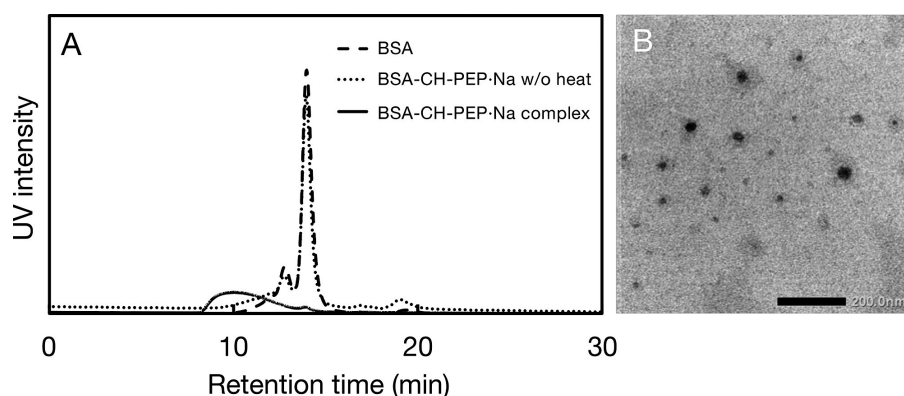 A
BSA
BSA-CH-PEP·Na w/o heat
BSA-CH-PEP·Na complex
UV intensity
0
10
20
30
Retention time (min)
B
200.0nm